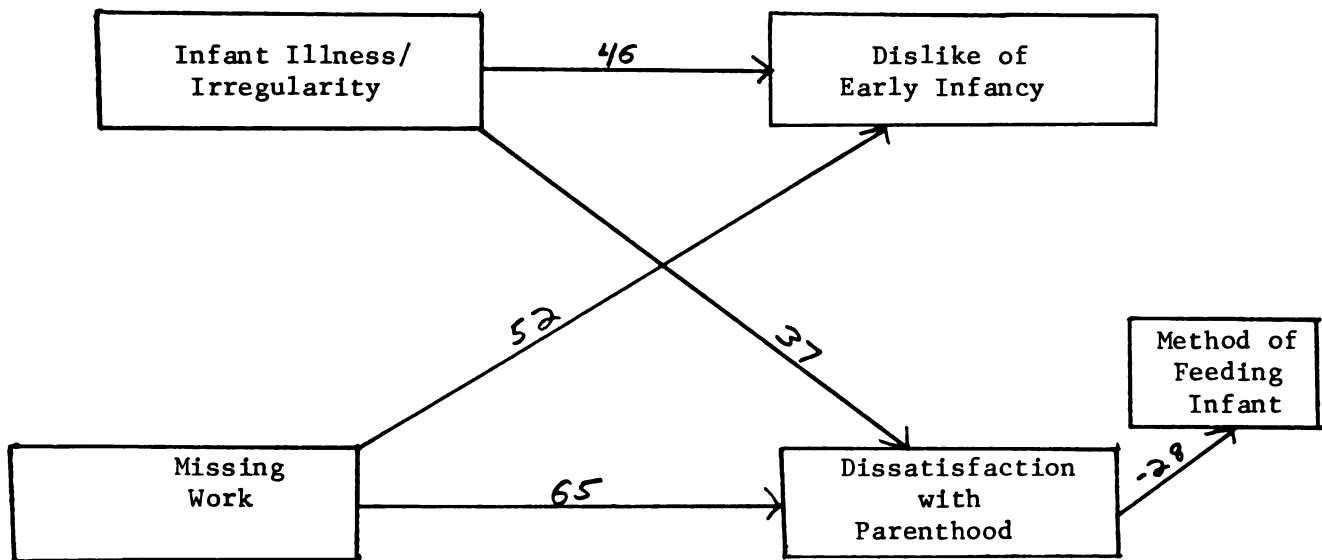 Infant Illness/
Irregularity
46
Dislike of
Early Infancy
52
37
Method of
Feeding
Infant
Missing
Work
65
Dissatisfaction
with
Parenthood
-28